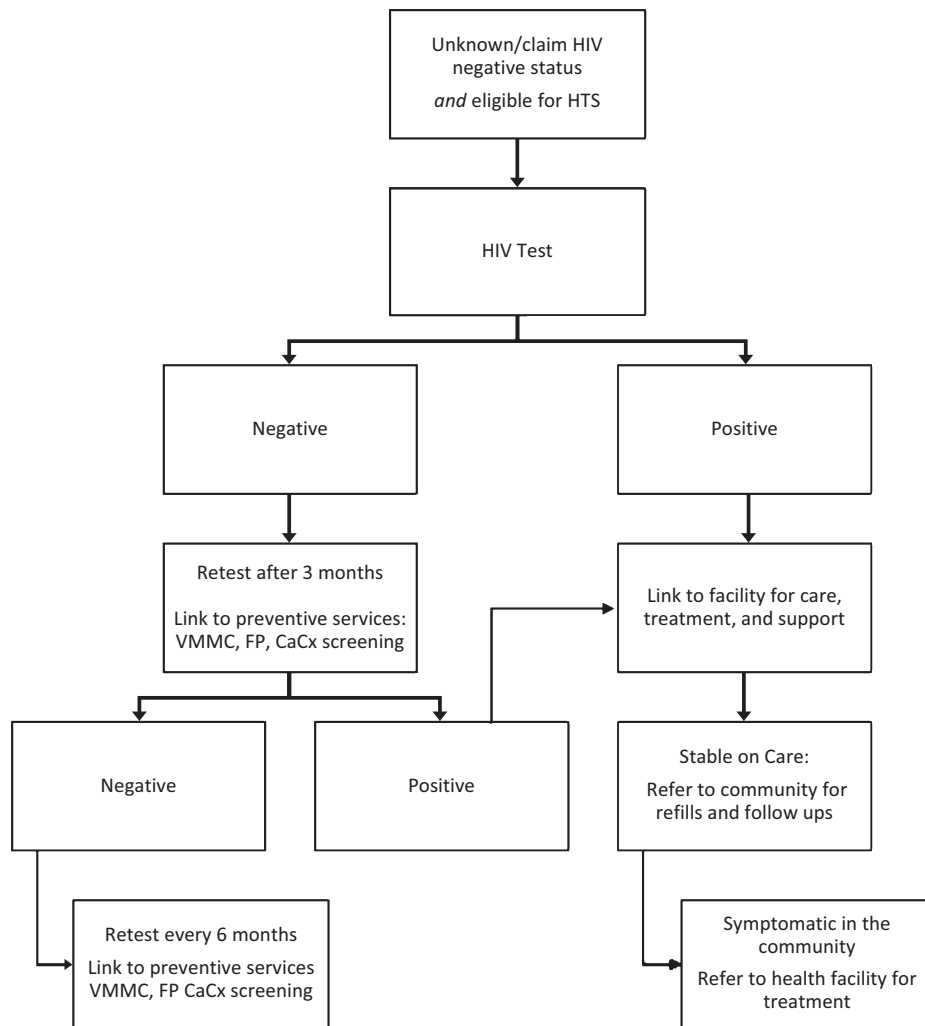 Unknown/claim HIV
negative status
and eligible for HTS
HIV Test
Negative
Positive
Retest after 3 months
Link to preventive services:
VMMC, FP, CaCx screening
Link to facility for care,
treatment, and support
Negative
Positive
Stable on Care:
Refer to community for
refills and follow ups
Retest every 6 months
Link to preventive services
VMMC, FP CaCx screening
Symptomatic in the
community
Refer to health facility for
treatment